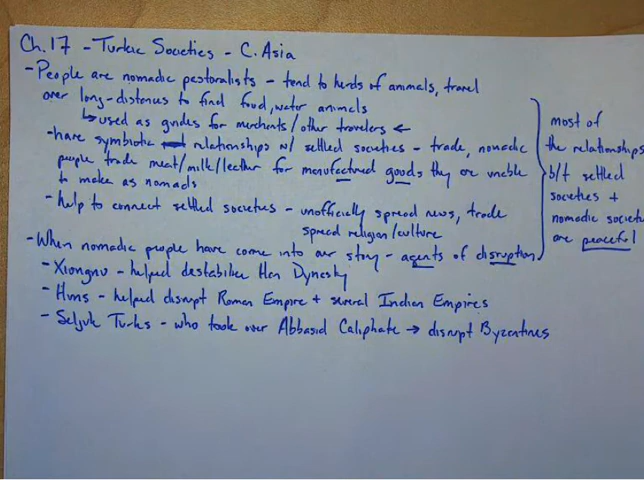 Ch. 17 - Turkic Societies - C. Asia
- People are nomadic pestoralists - tend to herds of animals, travel
over long-distances to find food, water animals
↳ used as guides for merchants/other travelers ←
- have symbiotic relationships w/ settled societies - trade, nomadic
people trade meat/milk/leather for manufactured goods they are unable
to make as nomads
- help to connect settled societies - unofficially spread news, trade
spread religion/culture
most of
the relationships
b/t settled
societies +
nomadic societ
are peaceful
- When nomadic people have come into our story - agents of disruption
- Xiongnu - helped destabilize Han Dynasty
- Huns - helped disrupt Roman Empire + several Indian Empires
- Seljuk Turks - who took over Abbasid Caliphate → disrupt Byzantines